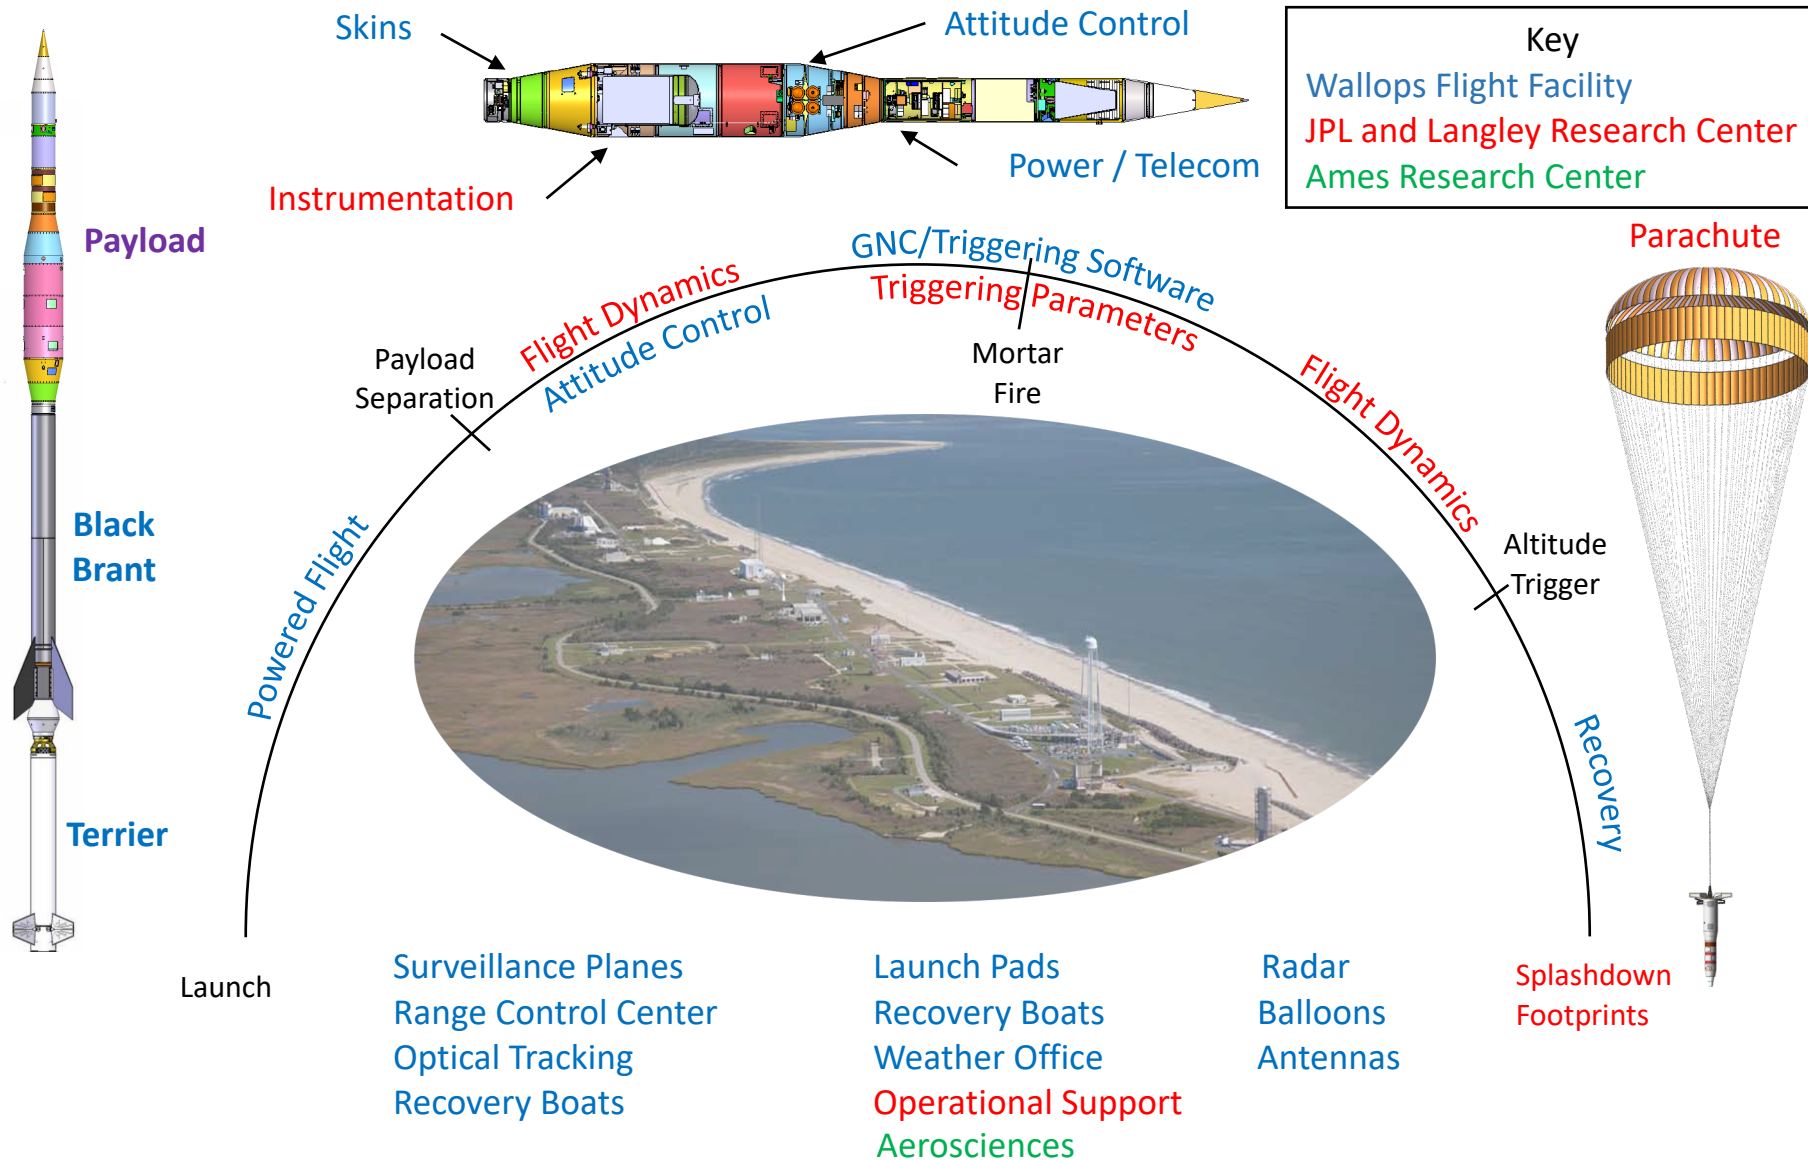 Skins
Attitude Control
Key
Wallops Flight Facility
JPL and Langley Research Center
Ames Research Center
Instrumentation
Power / Telecom
Payload
Parachute
GNC/Triggering Software
Triggering Parameters
Flight Dynamics
Attitude Control
Payload
Separation
Mortar
Fire
Flight Dynamics
Black
Brant
Powered Flight
Altitude
Trigger
Recovery
Terrier
Launch
Surveillance Planes
Range Control Center
Optical Tracking
Recovery Boats
Launch Pads
Recovery Boats
Weather Office
Operational Support
Aerosciences
Radar
Balloons
Antennas
Splashdown
Footprints